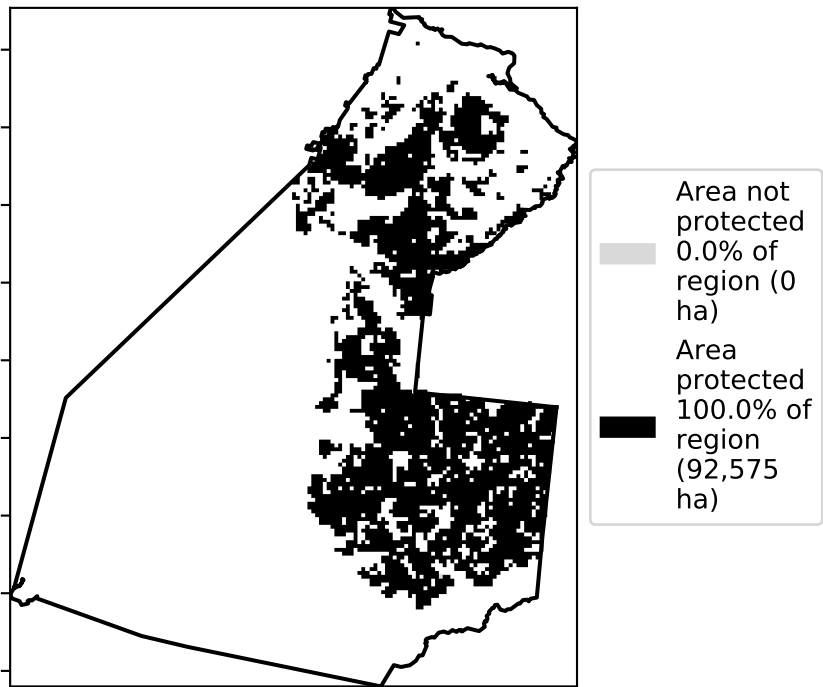 Area not
protected
0.0% of
region (0
ha)
Area
protected
100.0% of
region
(92,575
ha)